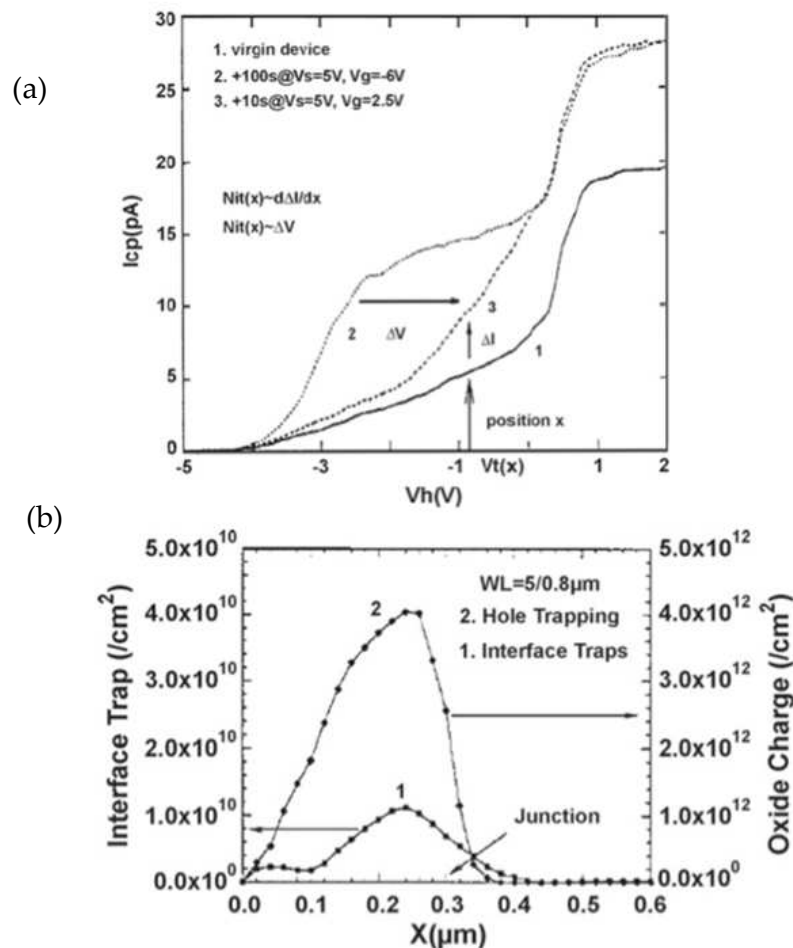 (a)
30
25
20
15
10
5
0
Icp(pA)
1. virgin device
2. +100s@Vs=5V, Vg=-6V
3. +10s@Vs=5V, Vg=2.5V
Nit(x)~dΔI/dx
Nit(x)~ΔV
2
ΔV
3
ΔI
1
position x
-5
-3
-1
Vt(x)
1
2
Vh(V)
(b)
5.0x10^10
4.0x10^10
3.0x10^10
2.0x10^10
1.0x10^10
0.0x10^0
Interface Trap (/cm^2)
WL=5/0.8μm
2. Hole Trapping
1. Interface Traps
2
1
Junction
5.0x10^12
4.0x10^12
3.0x10^12
2.0x10^12
1.0x10^12
0.0x10^0
Oxide Charge (/cm^2)
0.0
0.1
0.2
0.3
0.4
0.5
0.6
X(μm)